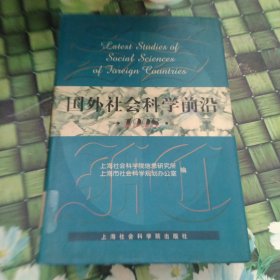 Latest Studies of
Social Sciences
of Foreign Countries
国外社会科学前沿
上海社会科学院信息研究所
上海市社会科学规划办公室
编
上海社会科学院出版社